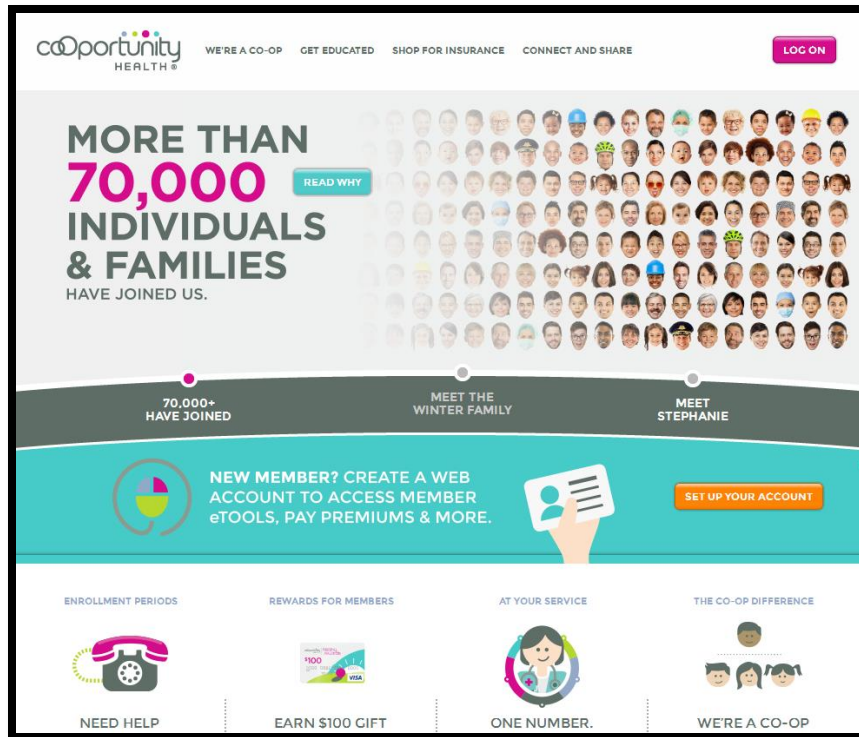 coOportunity
HEALTH ®
WE'RE A CO-OP
GET EDUCATED
SHOP FOR INSURANCE
CONNECT AND SHARE
LOG ON
MORE THAN
70,000
READ WHY
INDIVIDUALS
& FAMILIES
HAVE JOINED US.
70,000+
HAVE JOINED
MEET THE
WINTER FAMILY
MEET
STEPHANIE
NEW MEMBER? CREATE A WEB
ACCOUNT TO ACCESS MEMBER
eTOOLS, PAY PREMIUMS & MORE.
SET UP YOUR ACCOUNT
ENROLLMENT PERIODS
REWARDS FOR MEMBERS
AT YOUR SERVICE
THE CO-OP DIFFERENCE
$100
VISA
NEED HELP
EARN $100 GIFT
ONE NUMBER.
WE'RE A CO-OP